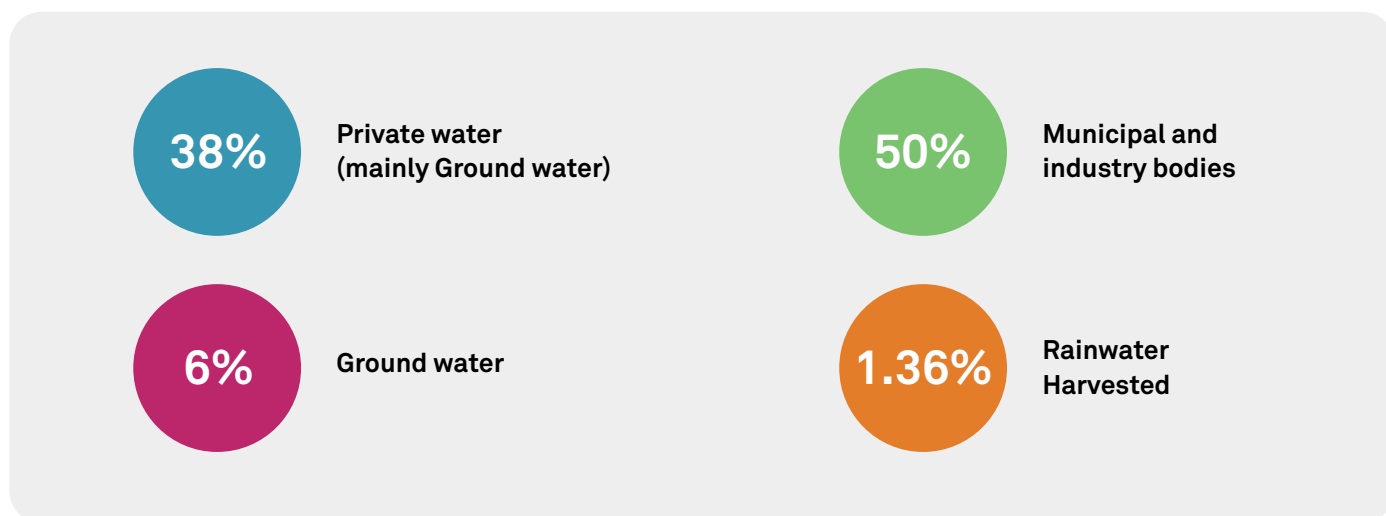 38%
Private water
(mainly Ground water)
50%
Municipal and
industry bodies
6%
Ground water
1.36%
Rainwater
Harvested